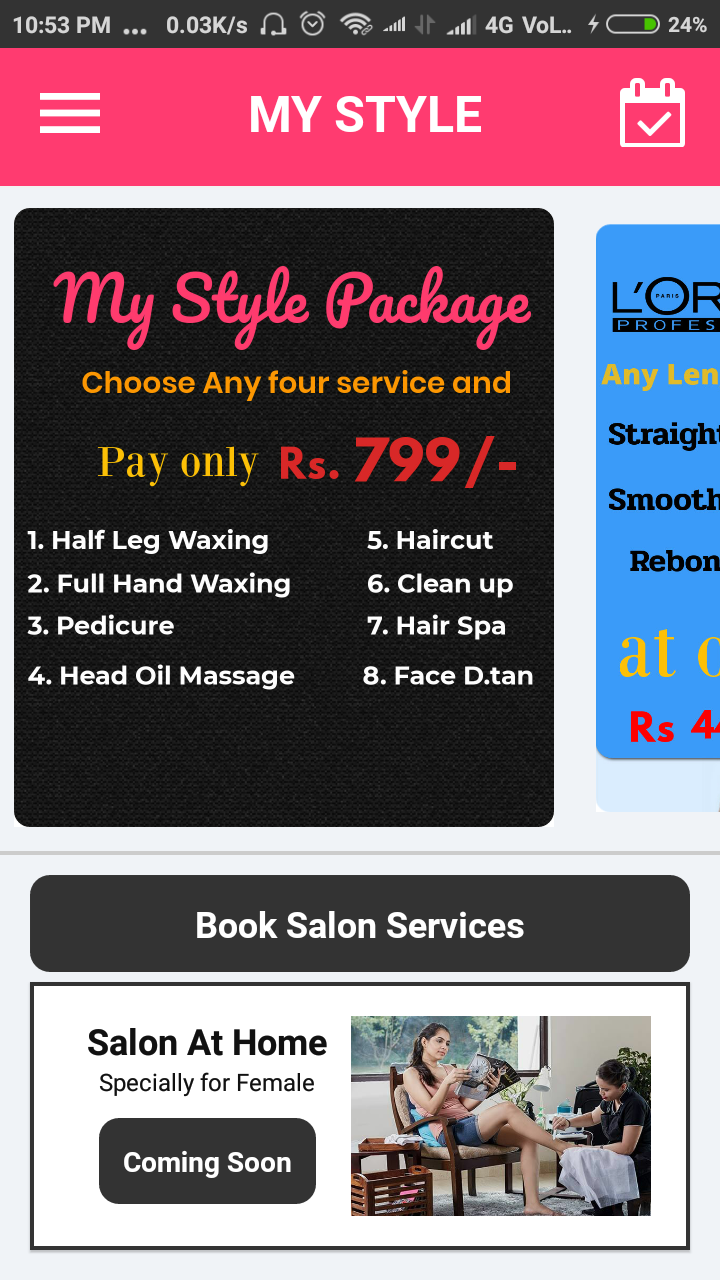 10:53 PM ... 0.03K/s 4G VoL.. 24%
MY STYLE
My Style Package
Choose Any four service and
Pay only Rs. 799/-
1. Half Leg Waxing
2. Full Hand Waxing
3. Pedicure
4. Head Oil Massage
5. Haircut
6. Clean up
7. Hair Spa
8. Face D.tan
L'OR
PARIS
PROFES
Any Len
Straight
Smooth
Rebon
at o
Rs 44
Book Salon Services
Salon At Home
Specially for Female
Coming Soon